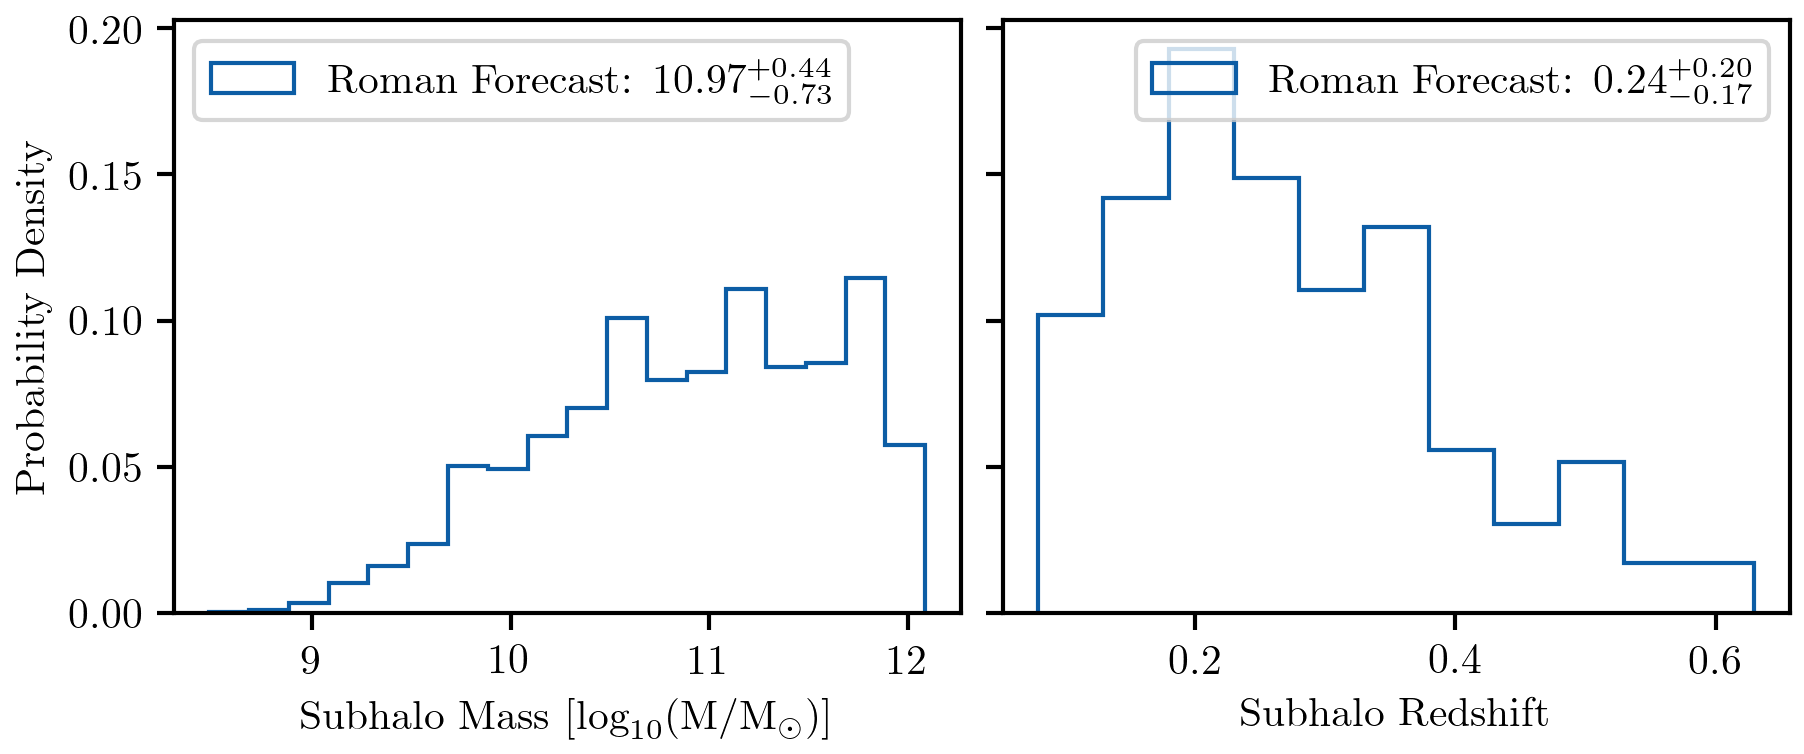 0.20
0.15
0.10
0.05
0.00
Probability Density
Roman Forecast: 10.97^{+0.44}_{-0.73}
9 10 11 12
Subhalo Mass [log₁₀(M/M☉)]
Roman Forecast: 0.24^{+0.20}_{-0.17}
0.2 0.4 0.6
Subhalo Redshift